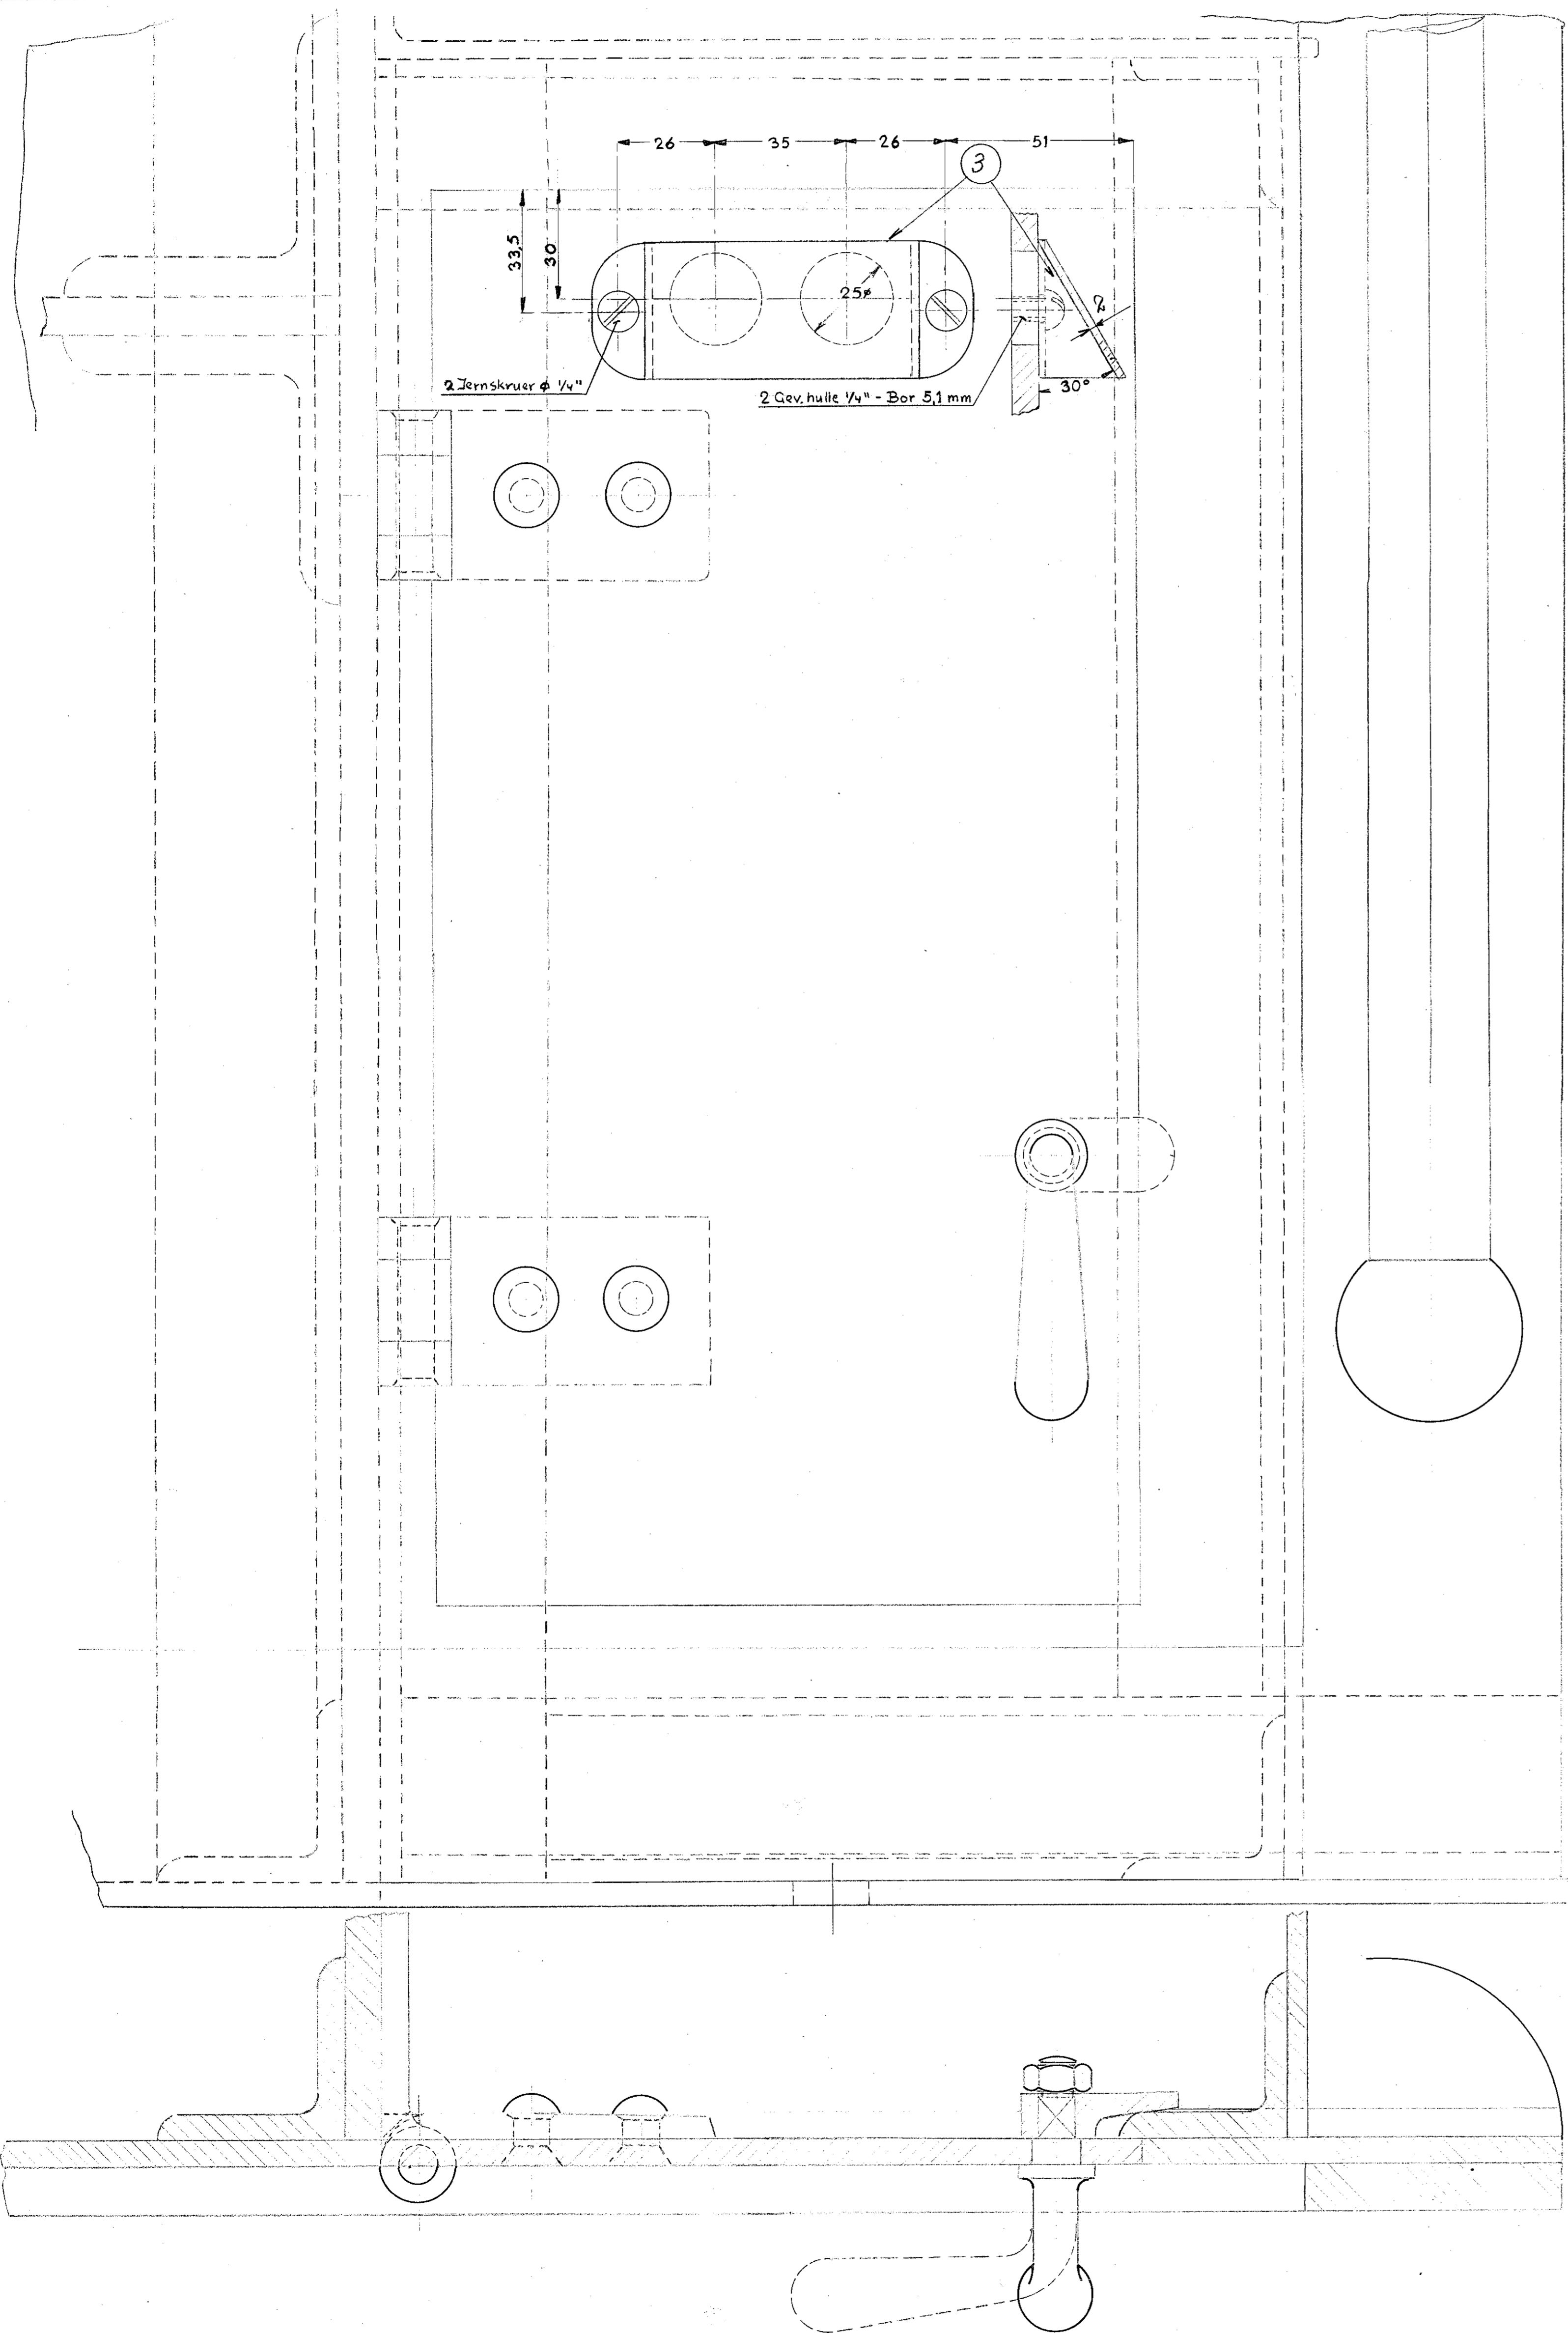 26 35 26 51
3
33,5
30
25ø
2
2 Jernskruer ø 1/4"
30°
2 Gev. hulle 1/4" - Bor 5,1 mm